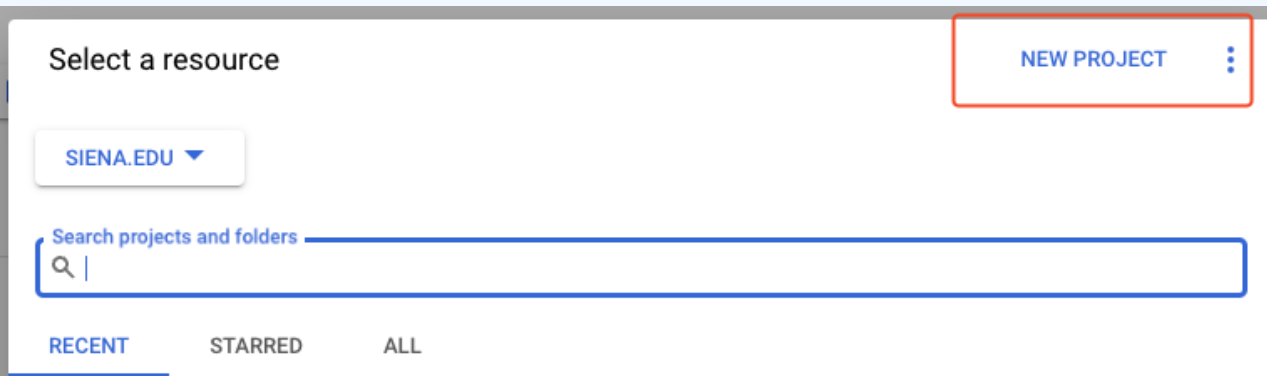 Select a resource
NEW PROJECT
SIENA.EDU
Search projects and folders
RECENT
STARRED
ALL